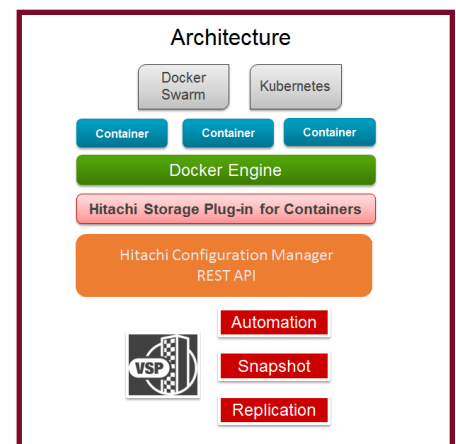 Architecture
Docker
Swarm
Kubernetes
Container
Container
Container
Docker Engine
Hitachi Storage Plug-in for Containers
Hitachi Configuration Manager
REST API
VSP
Automation
Snapshot
Replication